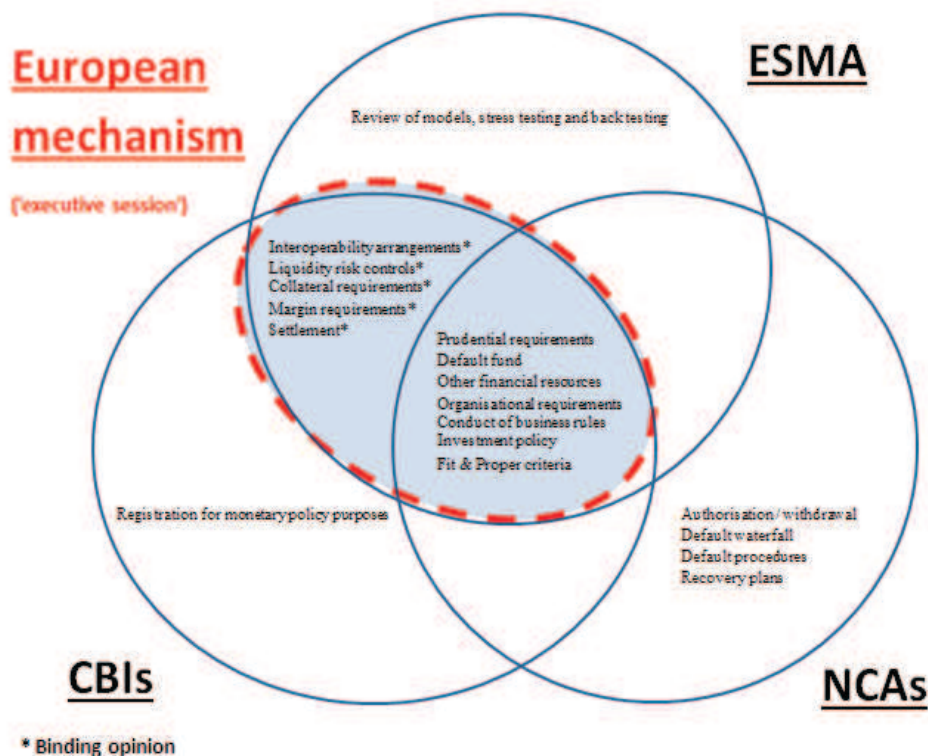 European
mechanism
('executive session')
ESMA
Review of models, stress testing and back testing
Interoperability arrangements*
Liquidity risk controls*
Collateral requirements*
Margin requirements*
Settlement*
Prudential requirements
Default fund
Other financial resources
Organisational requirements
Conduct of business rules
Investment policy
Fit & Proper criteria
Registration for monetary policy purposes
Authorisation / withdrawal
Default waterfall
Default procedures
Recovery plans
CBIs
NCAs
* Binding opinion